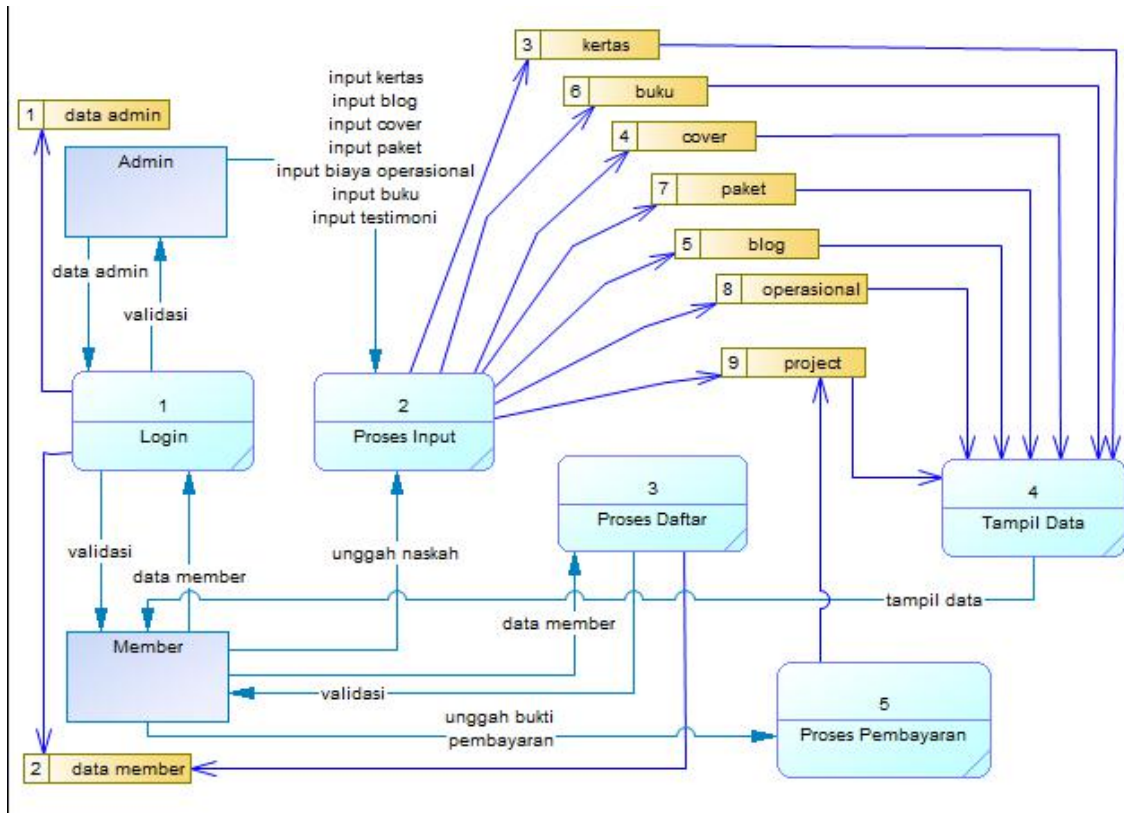 3 kertas
6 buku
4 cover
7 paket
5 blog
8 operasional
9 project
1 data admin
Admin
input kertas
input blog
input cover
input paket
input biaya operasional
input buku
input testimoni
data admin
validasi
1
Login
2
Proses Input
3
Proses Daftar
4
Tampil Data
validasi
data member
unggah naskah
data member
tampil data
Member
validasi
unggah bukti
pembayaran
5
Proses Pembayaran
2 data member